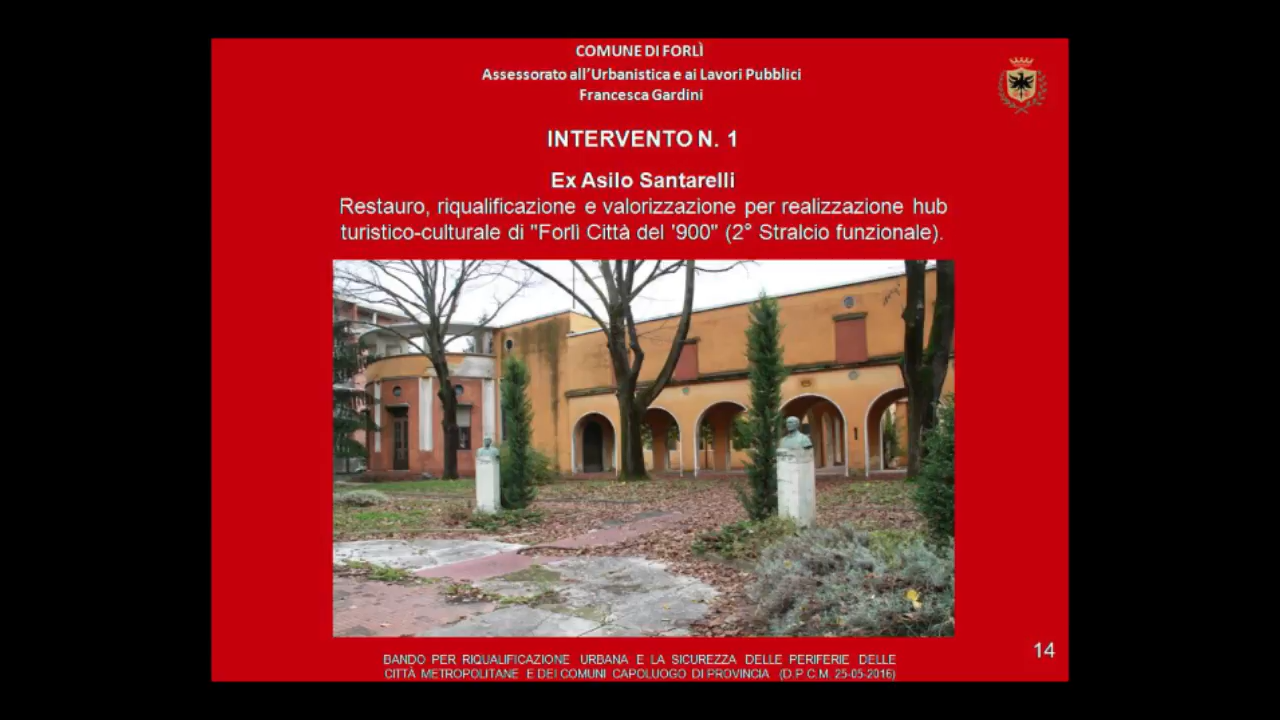 COMUNE DI FORLÌ
Assessorato all'Urbanistica e ai Lavori Pubblici
Francesca Gardini
INTERVENTO N. 1
Ex Asilo Santarelli
Restauro, riqualificazione e valorizzazione per realizzazione hub
turistico-culturale di "Forlì Città del '900" (2° Stralcio funzionale).
14
BANDO PER RIQUALIFICAZIONE URBANA E LA SICUREZZA DELLE PERIFERIE DELLE
CITTÀ METROPOLITANE E DEI COMUNI CAPOLUOGO DI PROVINCIA (D.P.C.M. 25-05-2016)